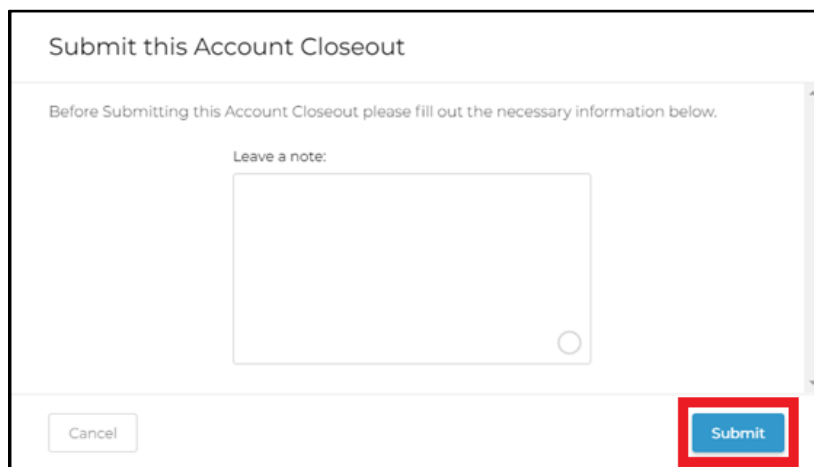 Submit this Account Closeout
Before Submitting this Account Closeout please fill out the necessary information below.
Leave a note:
Cancel
Submit